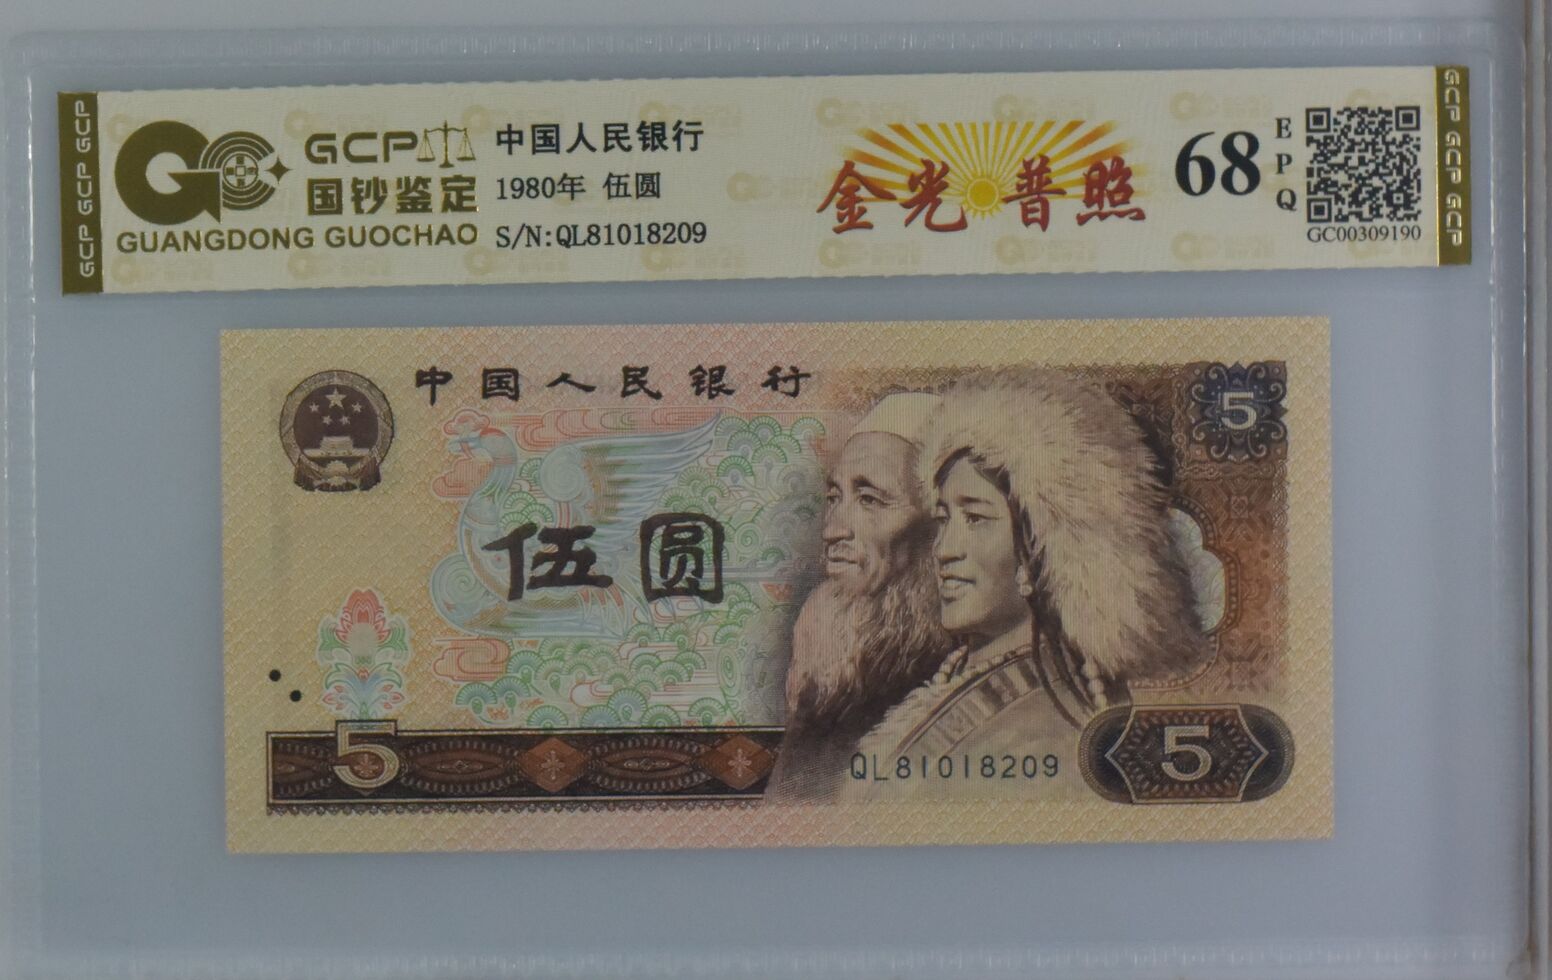 GCP GCP GCP
GCP
国钞鉴定
GUANGDONG GUOCHAO
中国人民银行
1980年 伍圆
S/N:QL81018209
金光普照
68
EPQ
GC00309190
GCP GCP GCP
中国人民银行
5
伍圆
5
QL81018209
5